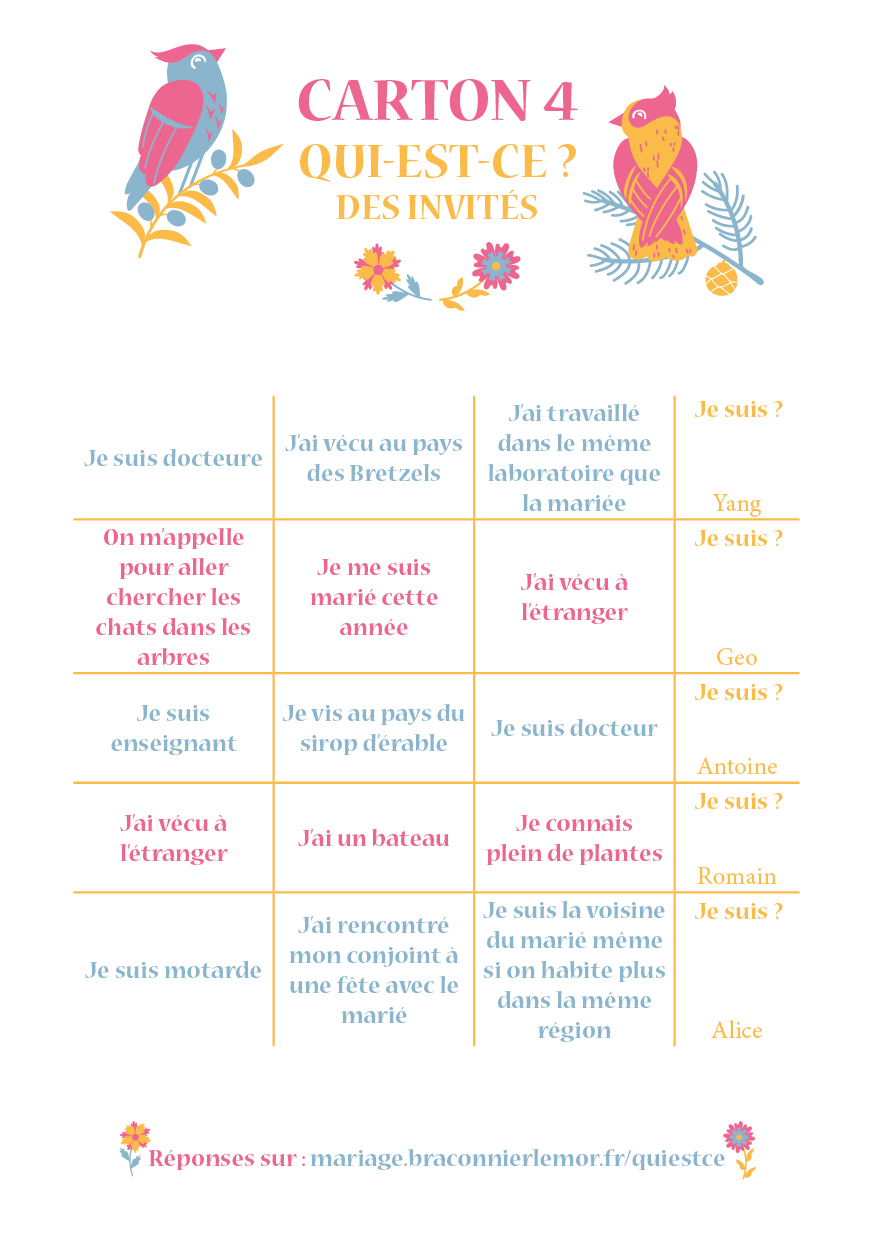 CARTON 4
QUI-EST-CE ?
DES INVITÉS
Je suis docteure
J'ai vécu au pays
des Bretzels
J'ai travaillé
dans le même
laboratoire que
la mariée
Je suis ?
Yang
On m'appelle
pour aller
chercher les
chats dans les
arbres
Je me suis
marié cette
année
J'ai vécu à
l'étranger
Je suis ?
Geo
Je suis
enseignant
Je vis au pays du
sirop d'érable
Je suis docteur
Je suis ?
Antoine
J'ai vécu à
l'étranger
J'ai un bateau
Je connais
plein de plantes
Je suis ?
Romain
Je suis motarde
J'ai rencontré
mon conjoint à
une fête avec le
marié
Je suis la voisine
du marié même
si on habite plus
dans la même
région
Je suis ?
Alice
Réponses sur : mariage.braconnierlemor.fr/quiestce